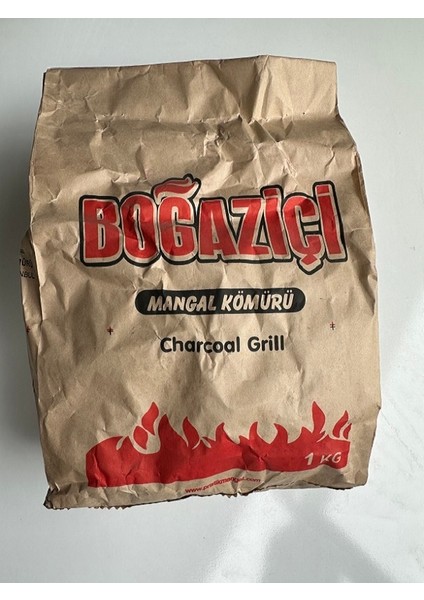 BOĞAZİÇİ
MANGAL KÖMÜRÜ
Charcoal Grill
1 KG